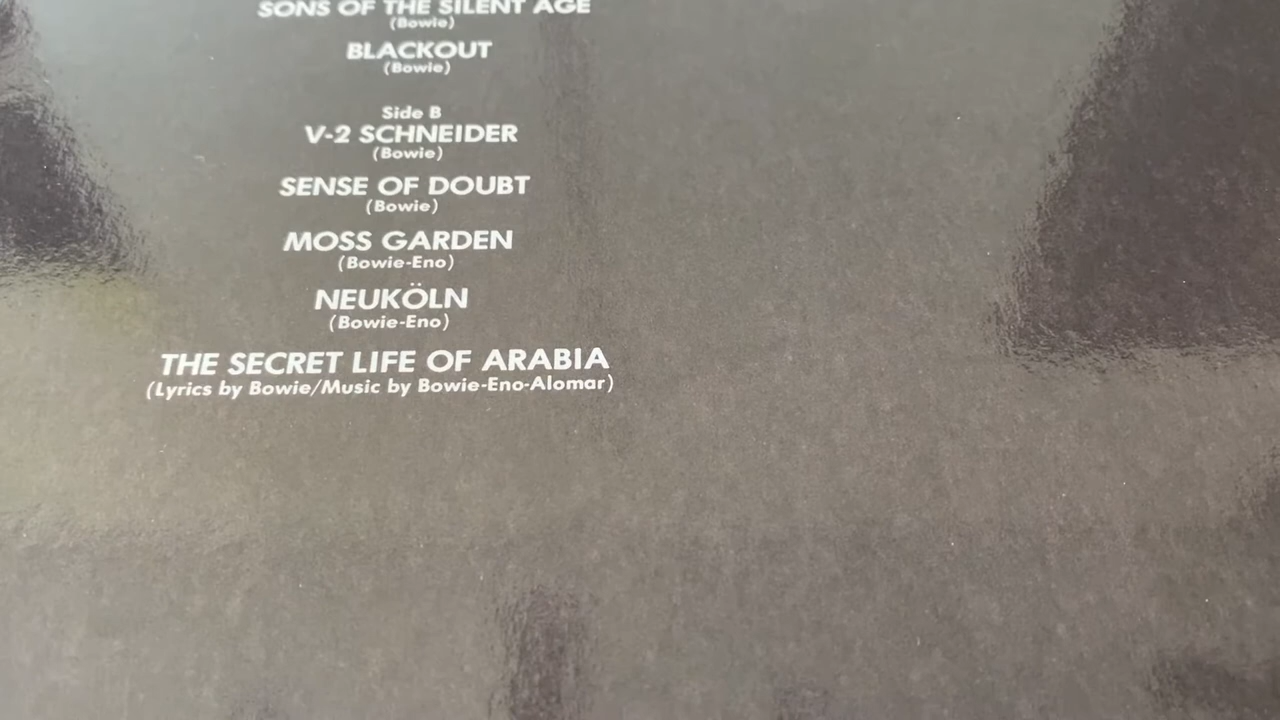 SONS OF THE SILENT AGE
(Bowie)
BLACKOUT
(Bowie)
Side B
V-2 SCHNEIDER
(Bowie)
SENSE OF DOUBT
(Bowie)
MOSS GARDEN
(Bowie-Eno)
NEUKÖLN
(Bowie-Eno)
THE SECRET LIFE OF ARABIA
(Lyrics by Bowie/Music by Bowie-Eno-Alomar)